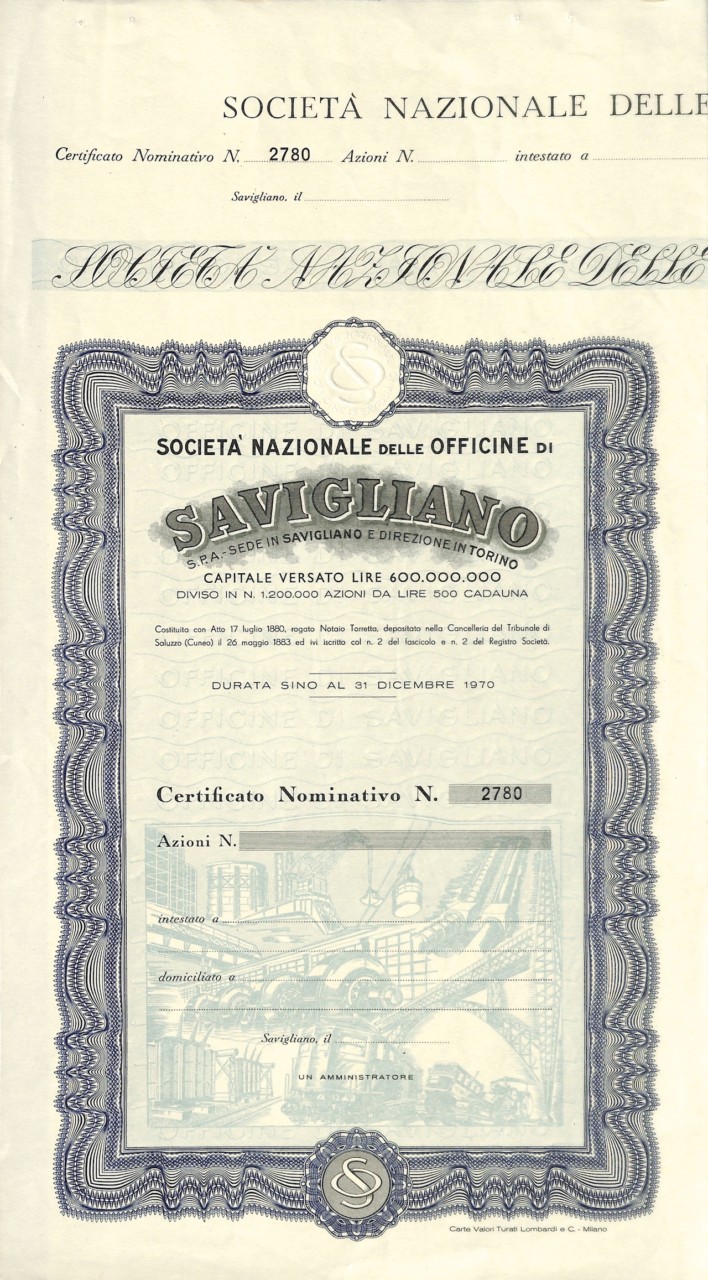 SOCIETÀ NAZIONALE DELLE
Certificato Nominativo N. 2780 Azioni N. intestato a
Savigliano, il
SOCIETA' NAZIONALE DELLE
SOCIETA' NAZIONALE DELLE OFFICINE DI
SAVIGLIANO
S.P.A.-SEDE IN SAVIGLIANO E DIREZIONE IN TORINO
CAPITALE VERSATO LIRE 600.000.000
DIVISO IN N. 1.200.000 AZIONI DA LIRE 500 CADAUNA
Costituita con Atto 17 luglio 1880, rogato Notaio Torretta, depositato nella Cancelleria del Tribunale di
Saluzzo (Cuneo) il 26 maggio 1883 ed ivi iscritto col n. 2 del fascicolo e n. 2 del Registro Società.
DURATA SINO AL 31 DICEMBRE 1970
OFFICINE DI SAVIGLIANO
OFFICINE DI SAVIGLIANO
Certificato Nominativo N. 2780
Azioni N.
intestato a
domiciliato a
Savigliano, il
UN AMMINISTRATORE
Carte Valori Turati Lombardi e C. - Milano